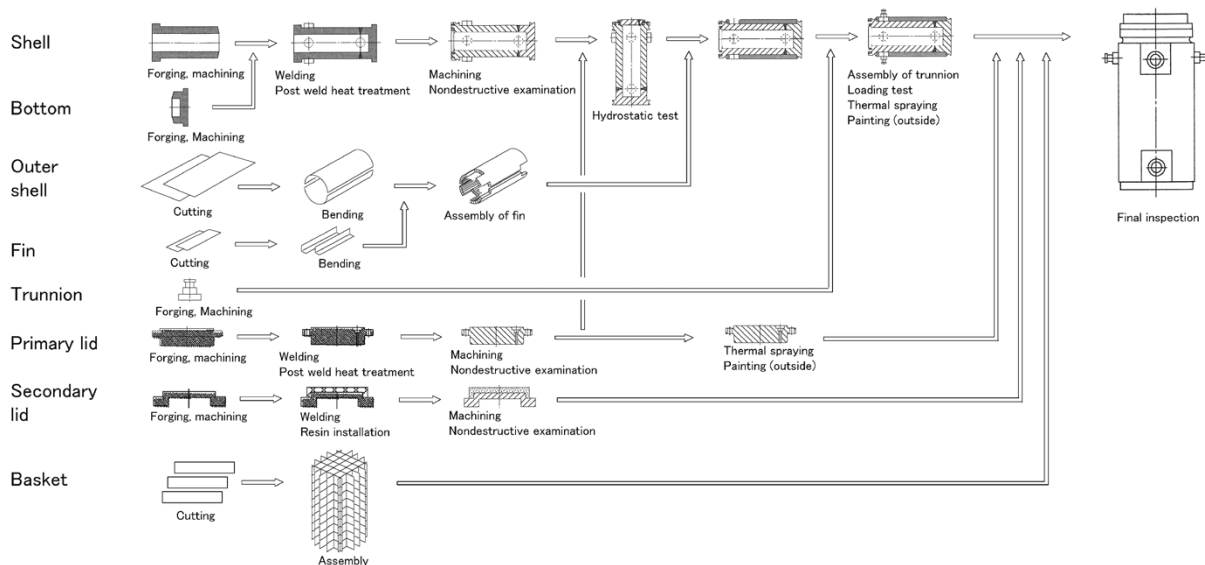 Shell
Forging, machining
Welding
Post weld heat treatment
Machining
Nondestructive examination
Hydrostatic test
Assembly of trunnion
Loading test
Thermal spraying
Painting (outside)
Bottom
Forging, Machining
Outer
shell
Cutting
Bending
Assembly of fin
Final inspection
Fin
Cutting
Bending
Trunnion
Forging, Machining
Primary lid
Forging, machining
Welding
Post weld heat treatment
Machining
Nondestructive examination
Thermal spraying
Painting (outside)
Secondary
lid
Forging, machining
Welding
Resin installation
Machining
Nondestructive examination
Basket
Cutting
Assembly